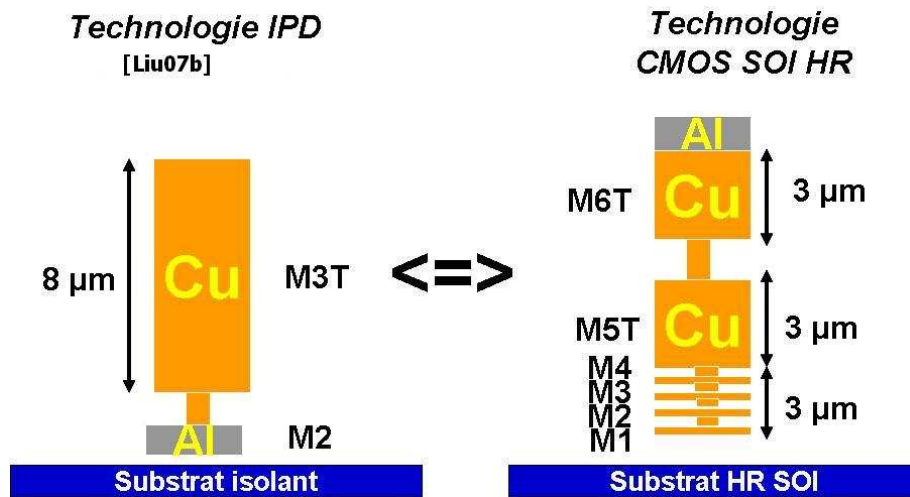 Technologie IPD
[Liu07b]
8 µm
Cu
M3T
Al
M2
Substrat isolant
<=>
Technologie
CMOS SOI HR
Al
M6T
Cu
3 µm
M5T
Cu
3 µm
M4
M3
M2
M1
3 µm
Substrat HR SOI